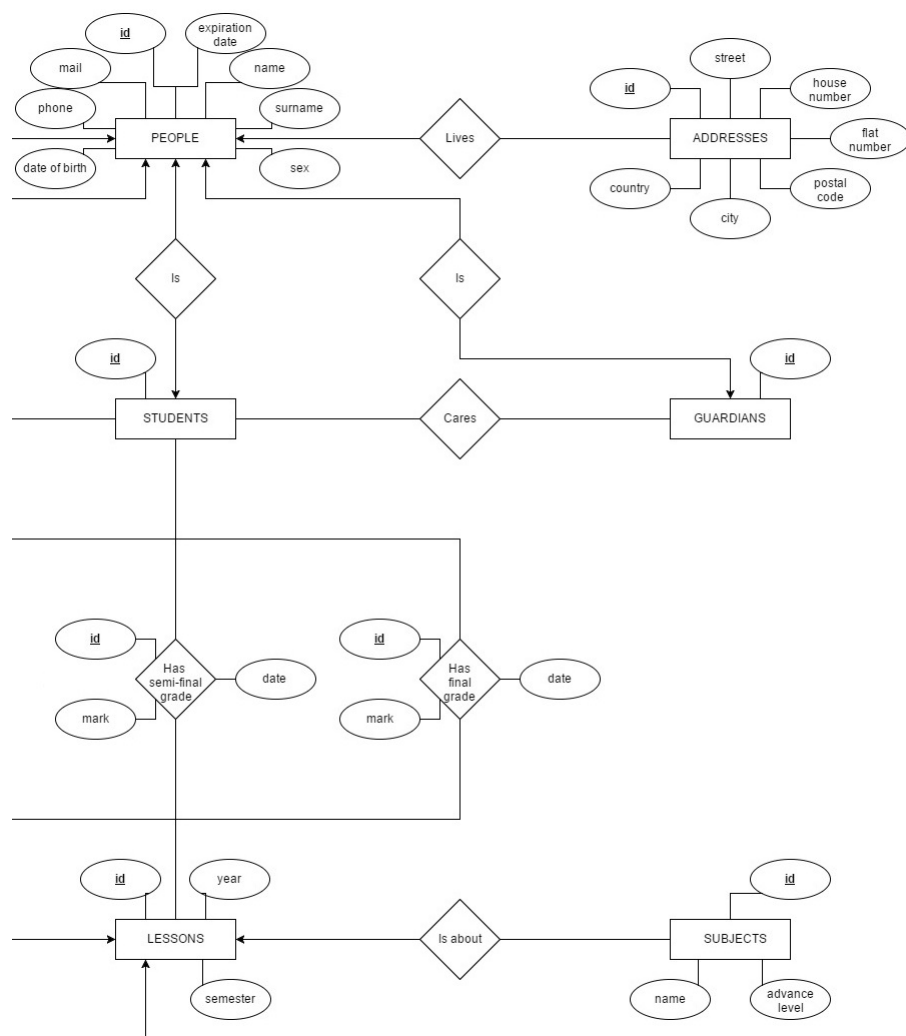 id
expiration
date
mail
name
phone
surname
PEOPLE
date of birth
sex
Lives
street
id
house
number
ADDRESSES
flat
number
country
postal
code
city
Is
Is
id
STUDENTS
Cares
id
GUARDIANS
id
Has
semi-final
grade
date
mark
id
Has
final
grade
date
mark
id
year
LESSONS
semester
Is about
id
SUBJECTS
name
advance
level